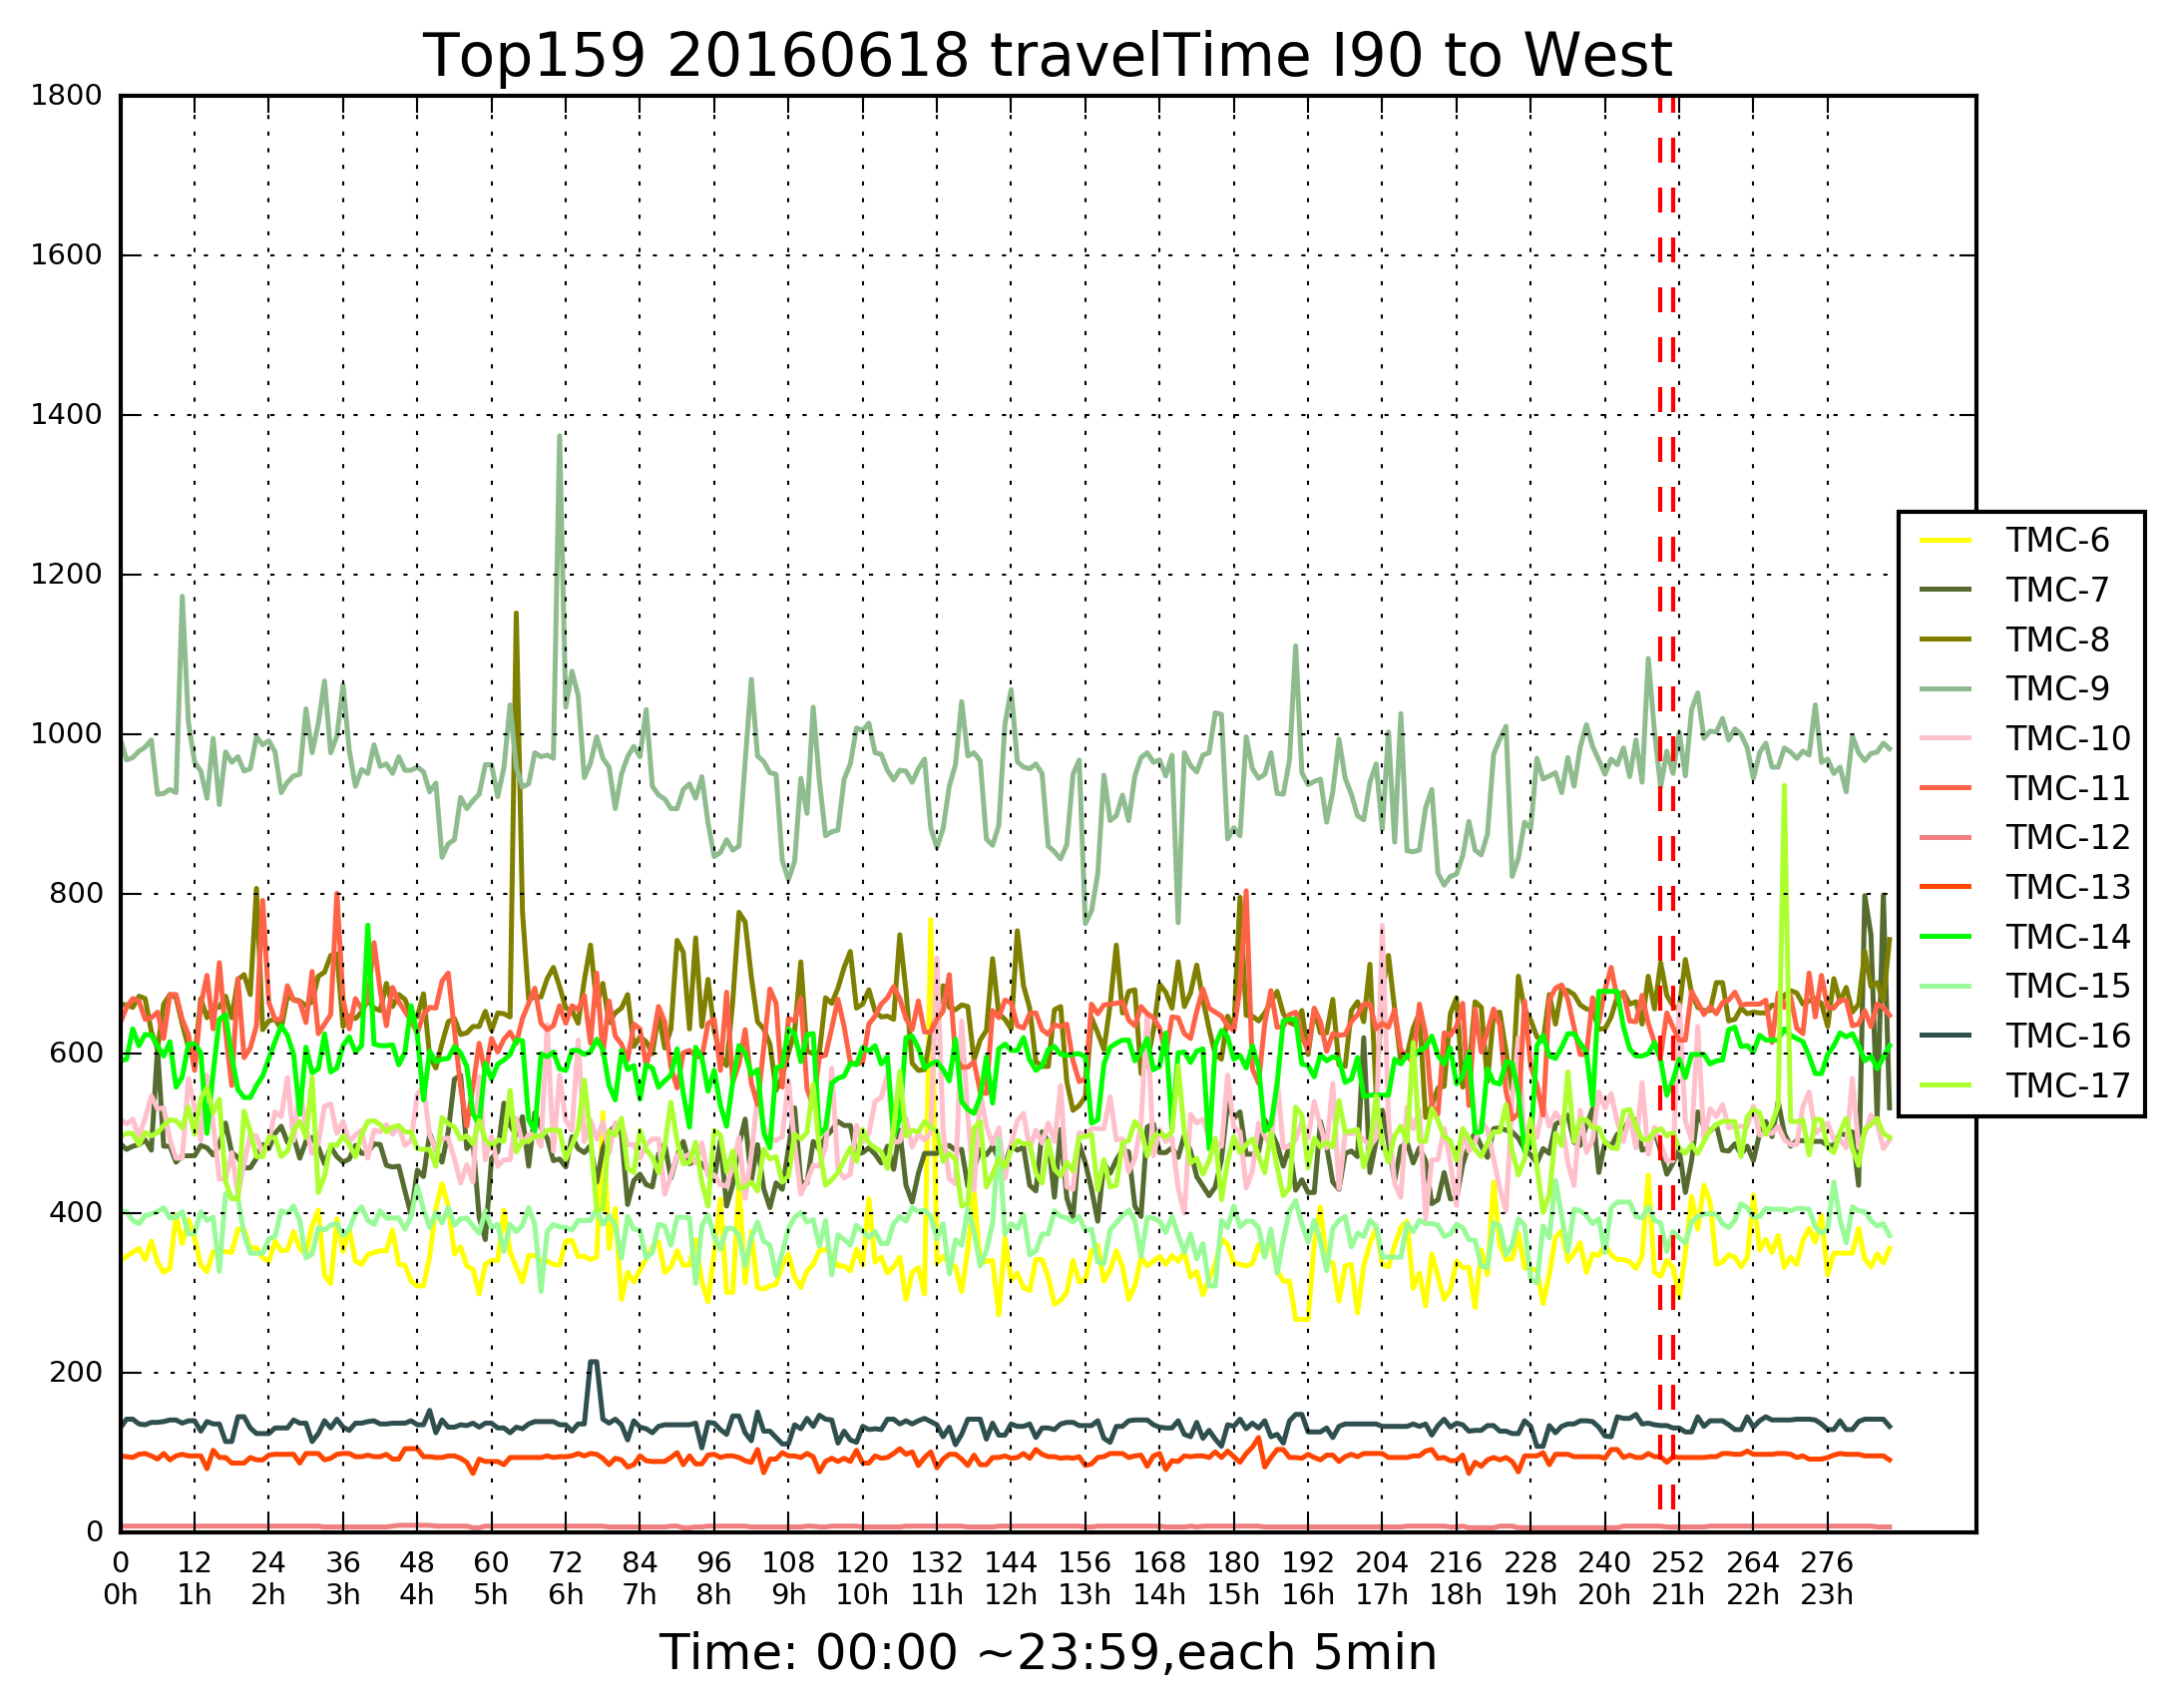 Top159 20160618 travelTime I90 to West
1800
1600
1400
1200
1000
800
600
400
200
0
TMC-6
TMC-7
TMC-8
TMC-9
TMC-10
TMC-11
TMC-12
TMC-13
TMC-14
TMC-15
TMC-16
TMC-17
0 12 24 36 48 60 72 84 96 108 120 132 144 156 168 180 192 204 216 228 240 252 264 276
0h 1h 2h 3h 4h 5h 6h 7h 8h 9h 10h 11h 12h 13h 14h 15h 16h 17h 18h 19h 20h 21h 22h 23h
Time: 00:00 ~23:59,each 5min